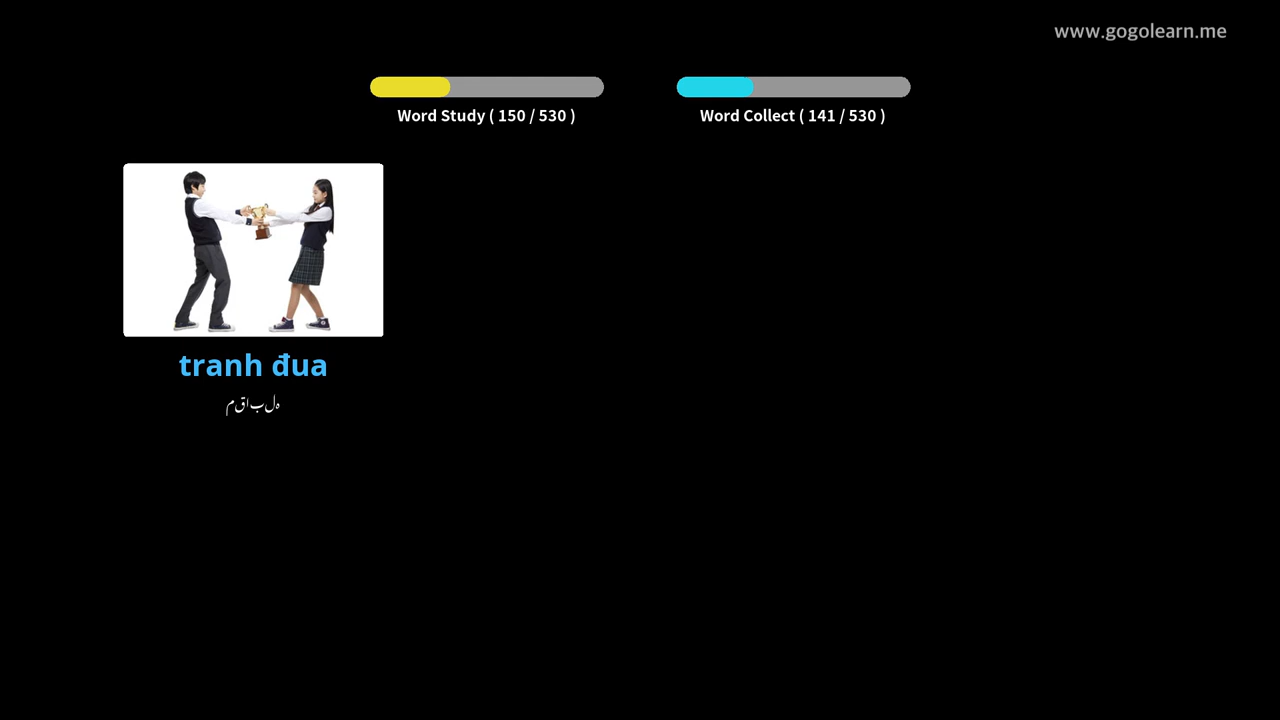 www.gogolearn.me
Word Study ( 150 / 530 )
Word Collect ( 141 / 530 )
tranh đua
مقابلہ